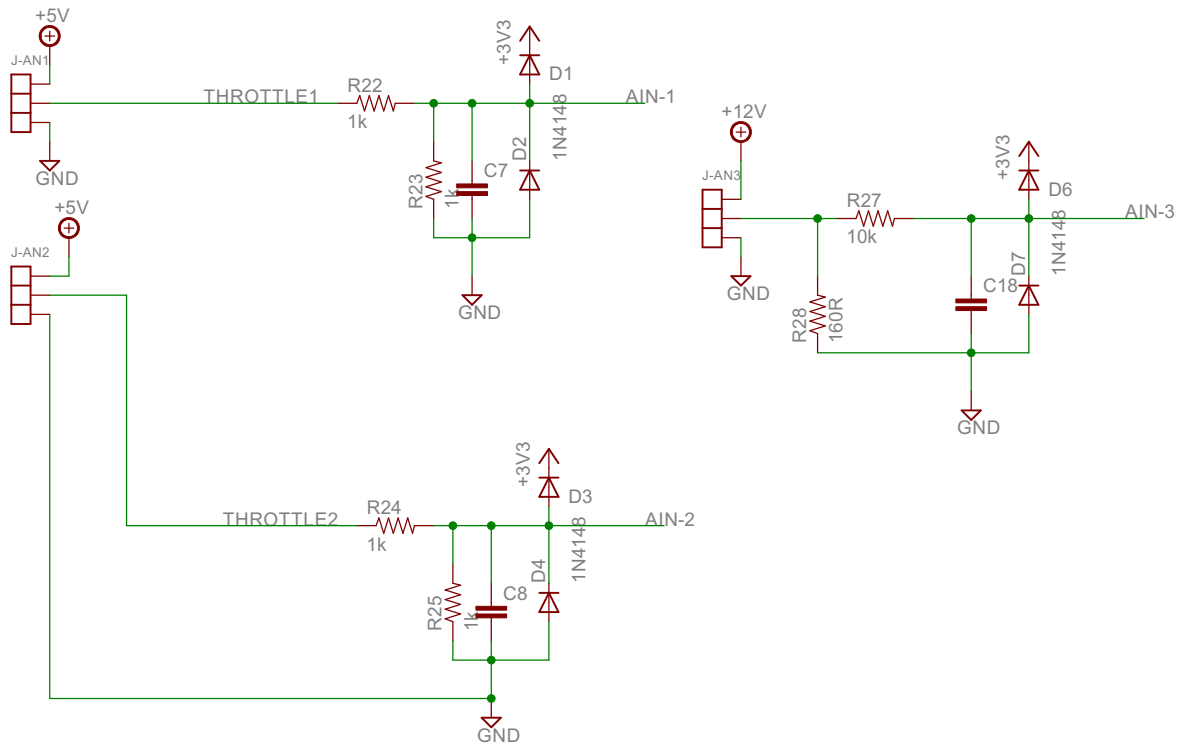 +5V
J-AN1
THROTTLE1
R22
1k
+3V3
D1
AIN-1
1N4148
D2
R23
1k
C7
GND
GND
+5V
J-AN2
THROTTLE2
R24
1k
+3V3
D3
AIN-2
1N4148
D4
R25
1k
C8
GND
+12V
J-AN3
GND
R27
10k
+3V3
D6
AIN-3
1N4148
D7
R28
160R
C18
GND